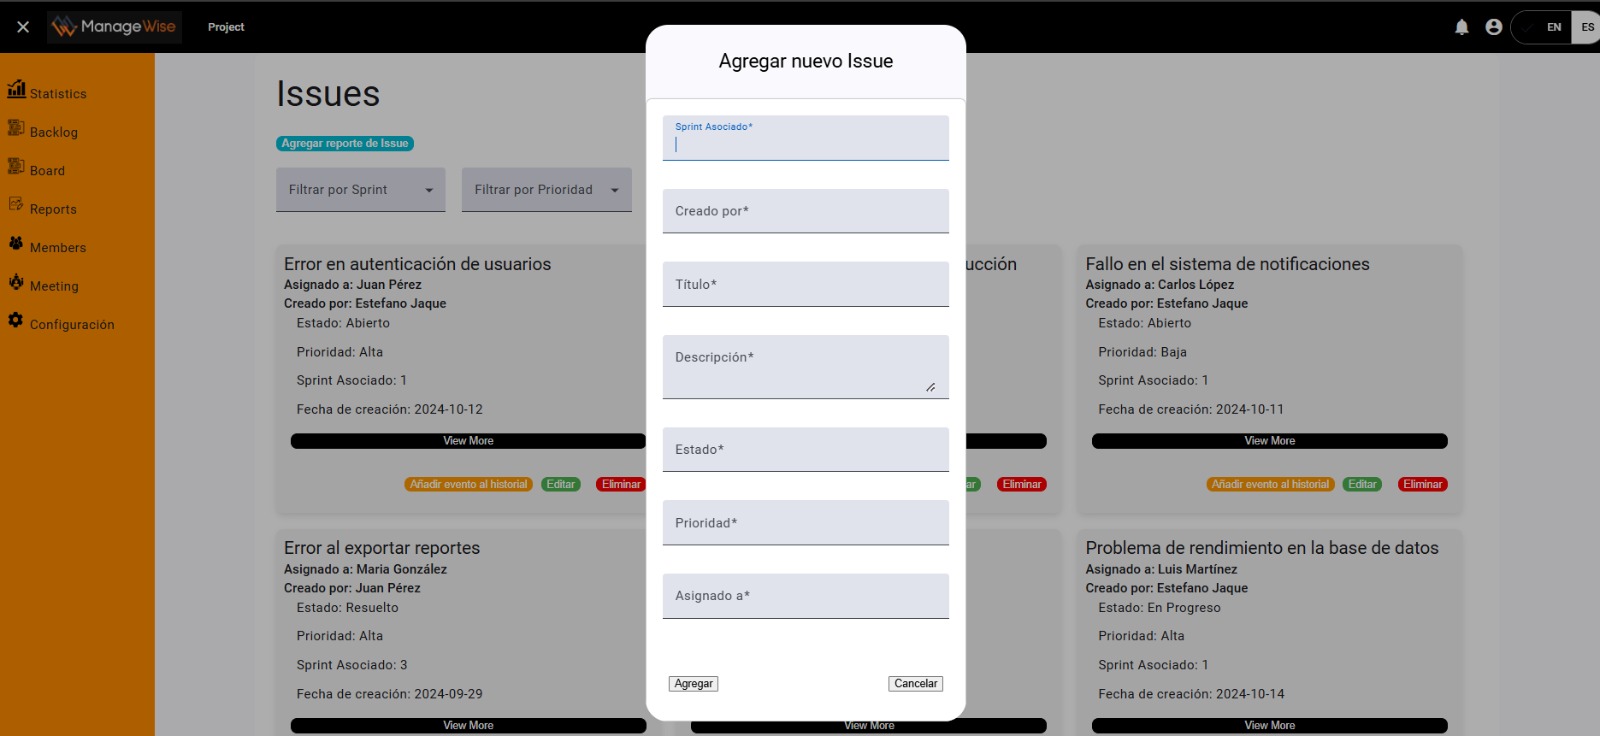 ManageWise
Project
EN
ES
Statistics
Backlog
Board
Reports
Members
Meeting
Configuración
Issues
Agregar reporte de Issue
Filtrar por Sprint
Filtrar por Prioridad
Error en autenticación de usuarios
Asignado a: Juan Pérez
Creado por: Estefano Jaque
Estado: Abierto
Prioridad: Alta
Sprint Asociado: 1
Fecha de creación: 2024-10-12
View More
Añadir evento al historial
Editar
Eliminar
ucción
ar
Eliminar
Fallo en el sistema de notificaciones
Asignado a: Carlos López
Creado por: Estefano Jaque
Estado: Abierto
Prioridad: Baja
Sprint Asociado: 1
Fecha de creación: 2024-10-11
View More
Añadir evento al historial
Editar
Eliminar
Error al exportar reportes
Asignado a: Maria González
Creado por: Juan Pérez
Estado: Resuelto
Prioridad: Alta
Sprint Asociado: 3
Fecha de creación: 2024-09-29
View More
View More
Problema de rendimiento en la base de datos
Asignado a: Luis Martínez
Creado por: Estefano Jaque
Estado: En Progreso
Prioridad: Alta
Sprint Asociado: 1
Fecha de creación: 2024-10-14
View More
Agregar nuevo Issue
Sprint Asociado*
Creado por*
Título*
Descripción*
Estado*
Prioridad*
Asignado a*
Agregar
Cancelar